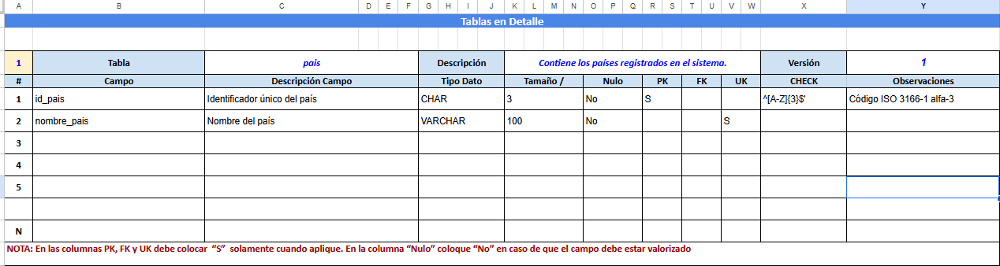 A B C D E F G H I J K L M N O P Q R S T U V W X Y
Tablas en Detalle
1 Tabla pais Descripción Contiene los países registrados en el sistema. Versión 1
# Campo Descripción Campo Tipo Dato Tamaño / Nulo PK FK UK CHECK Observaciones
1 id_pais Identificador único del país CHAR 3 No S ^[A-Z]{3}$' Código ISO 3166-1 alfa-3
2 nombre_pais Nombre del país VARCHAR 100 No S
3
4
5
N
NOTA: En las columnas PK, FK y UK debe colocar “S” solamente cuando aplique. En la columna “Nulo” coloque “No” en caso de que el campo debe estar valorizado